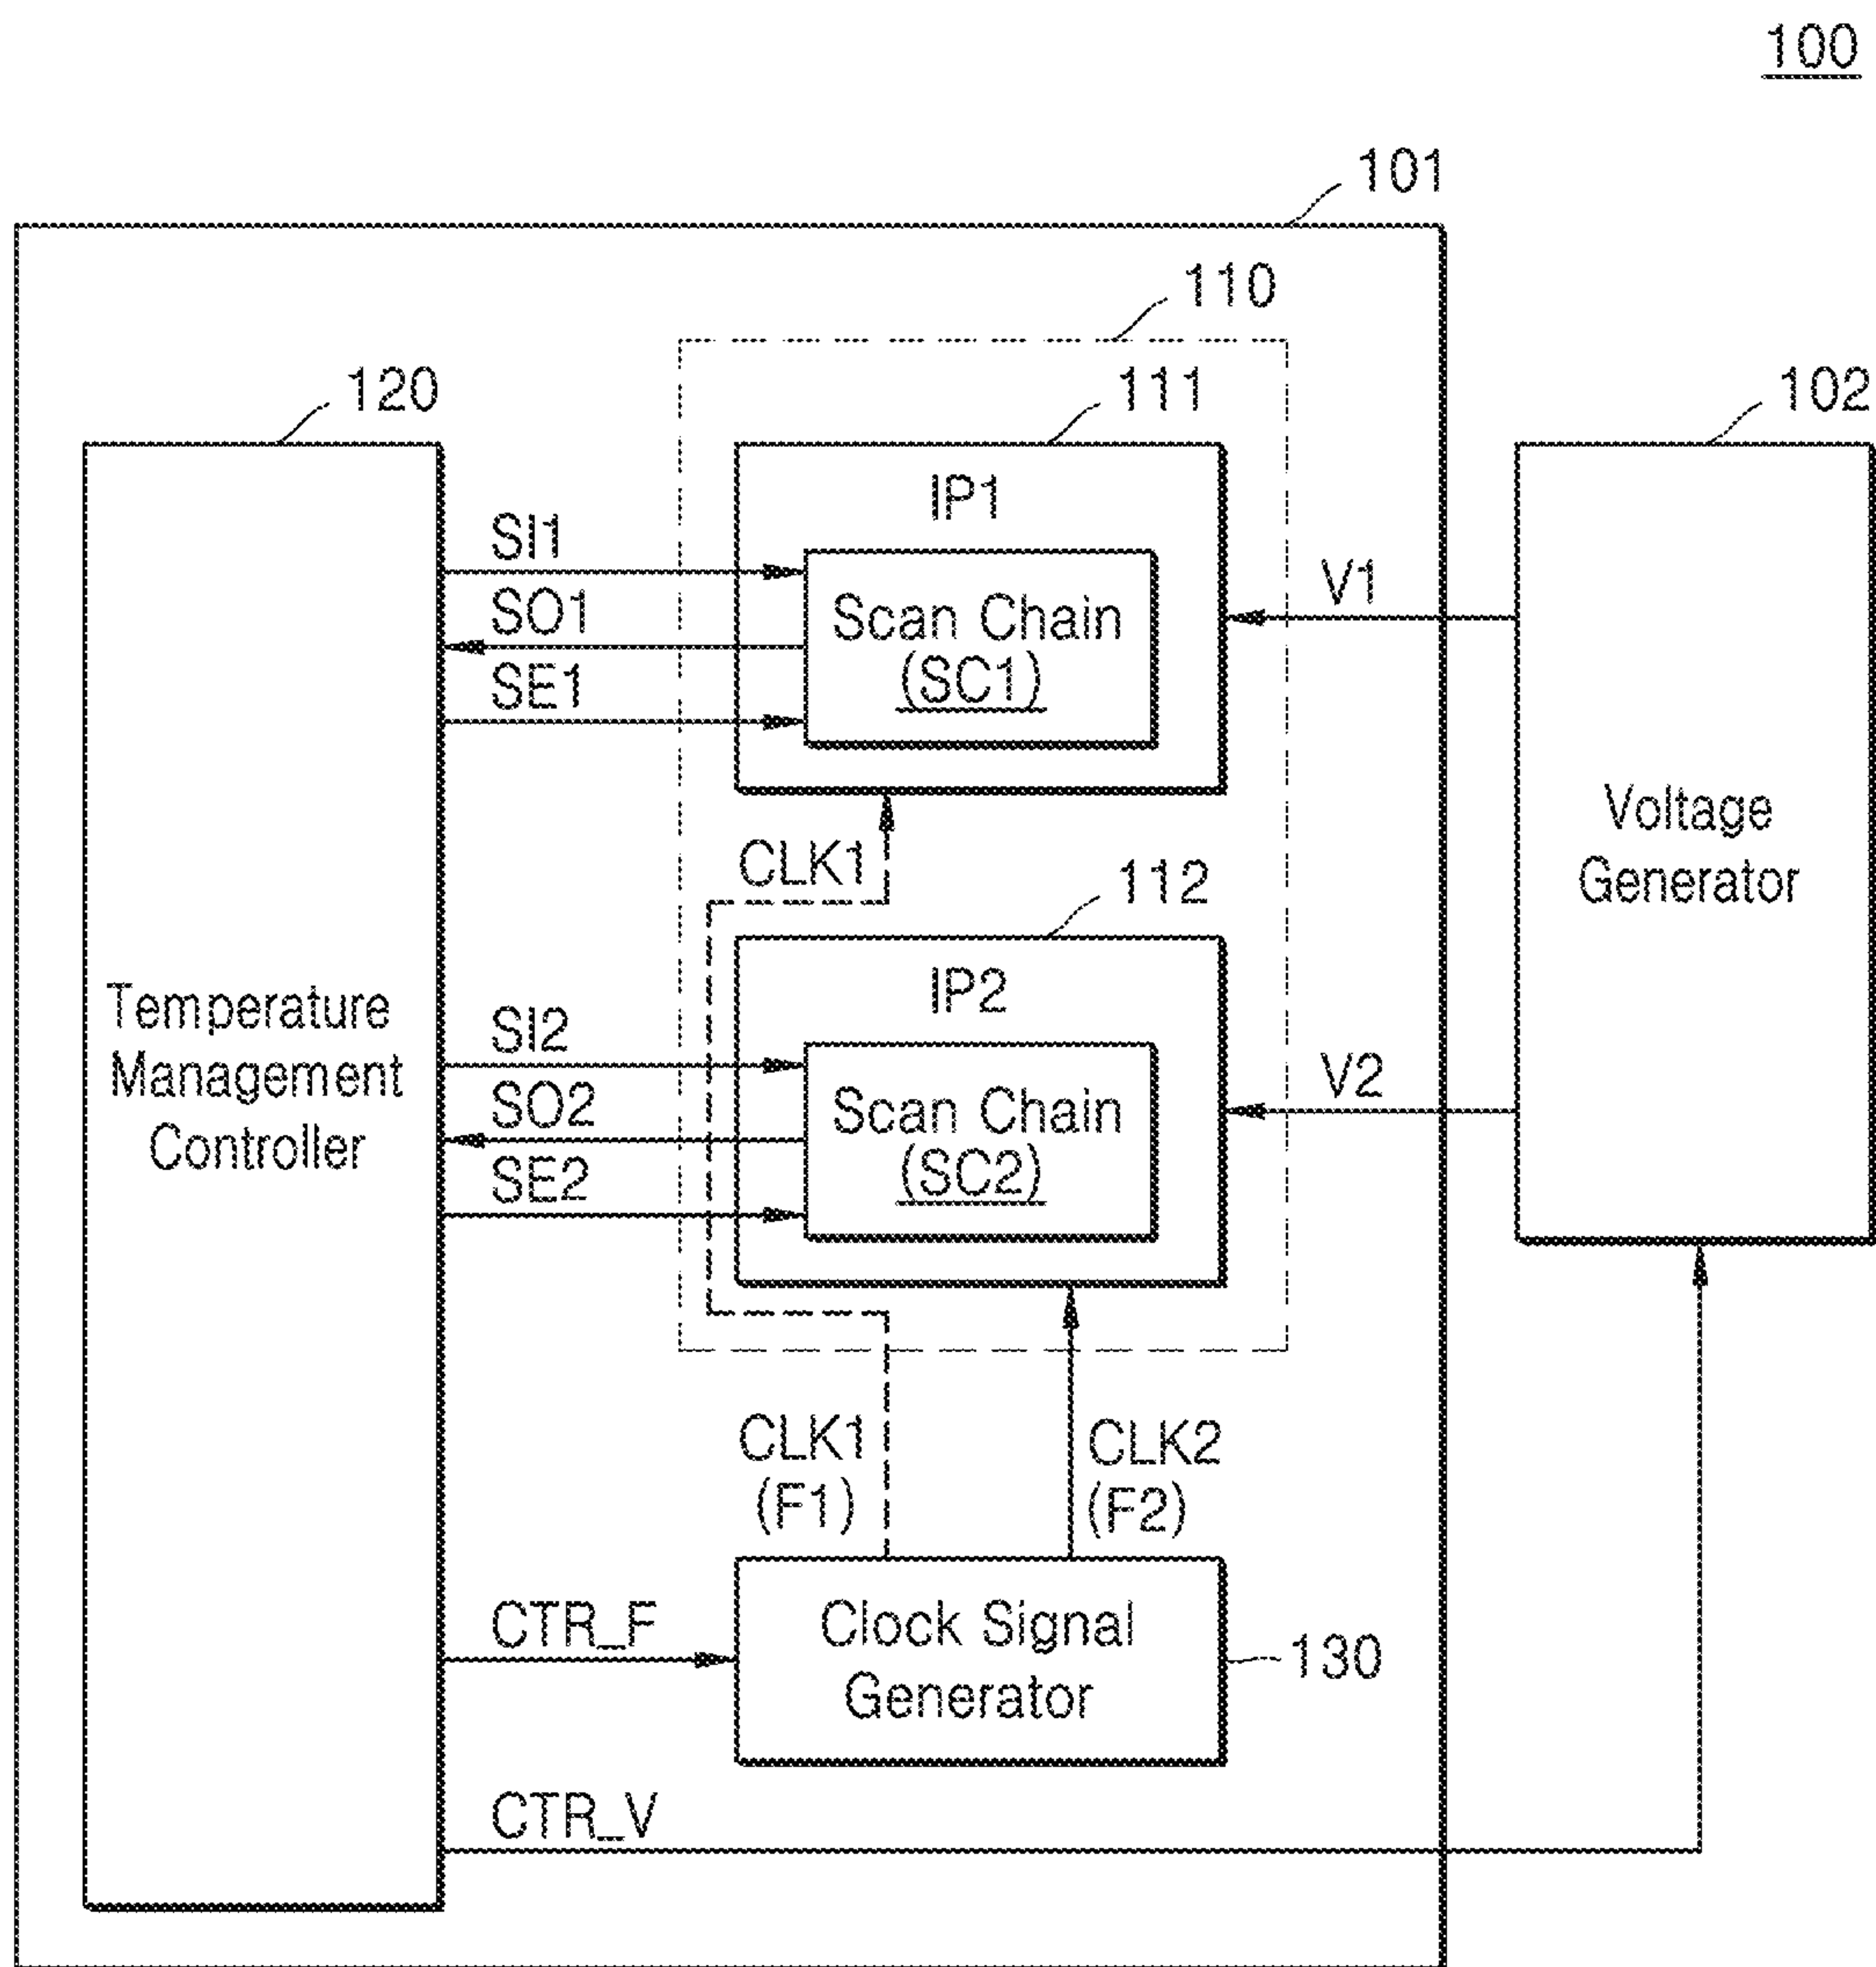 100
101
110
120
111
102
IP1
SI1
SO1
SE1
Scan Chain
(SC1)
V1
Voltage
Generator
CLK1
112
IP2
Temperature
Management
Controller
SI2
SO2
SE2
Scan Chain
(SC2)
V2
CLK1
(F1)
CLK2
(F2)
CTR_F
Clock Signal
Generator
130
CTR_V